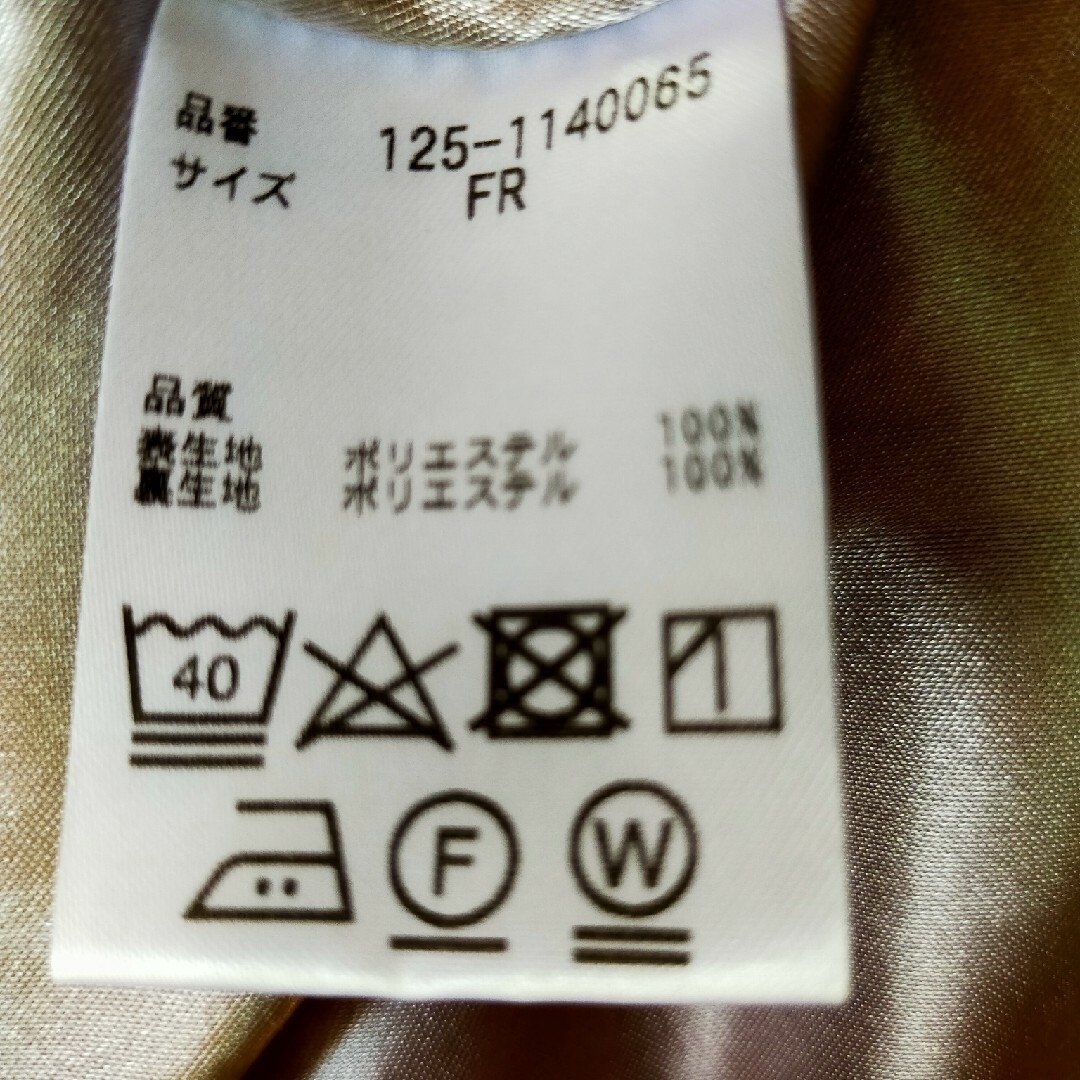 品番 125-1140065
サイズ FR
品質
表生地 ポリエステル 100%
裏生地 ポリエステル 100%
40
F W